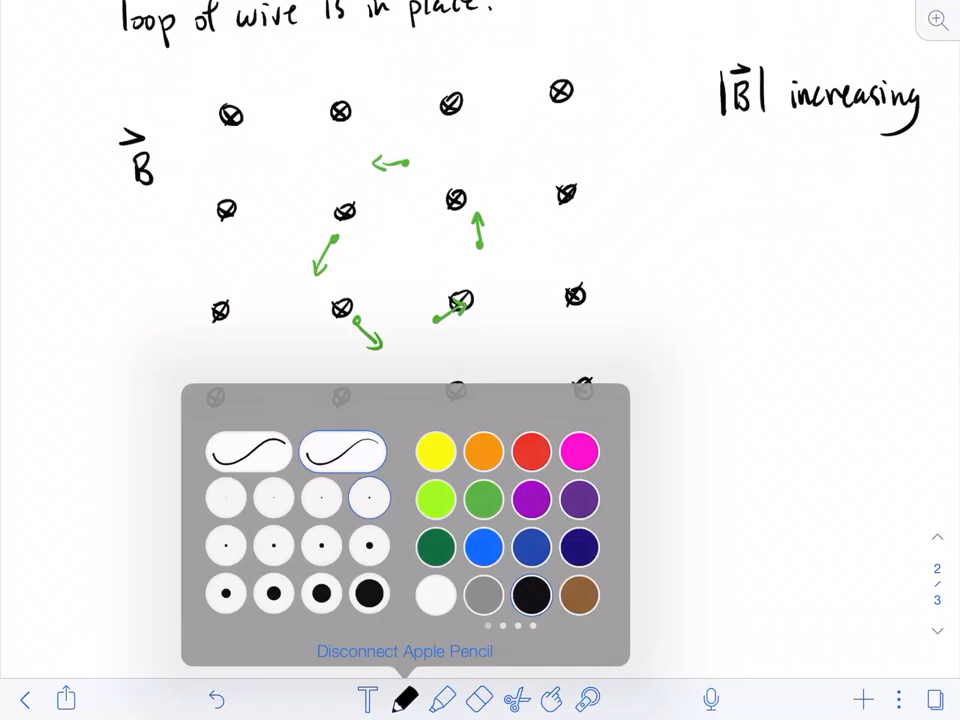 loop of wire is in place.
|B| increasing
B
2
/
3
Disconnect Apple Pencil
T